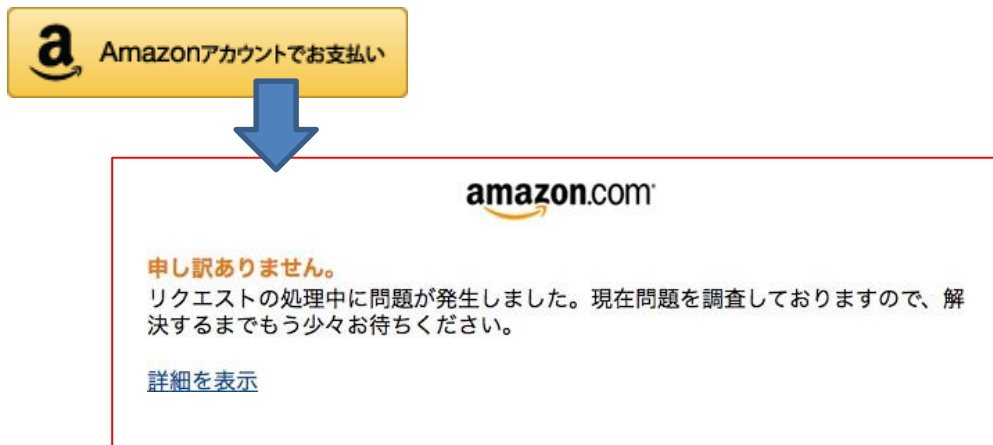 a Amazonアカウントでお支払い
amazon.com
申し訳ありません。
リクエストの処理中に問題が発生しました。現在問題を調査しておりますので、解
決するまでもう少々お待ちください。
詳細を表示